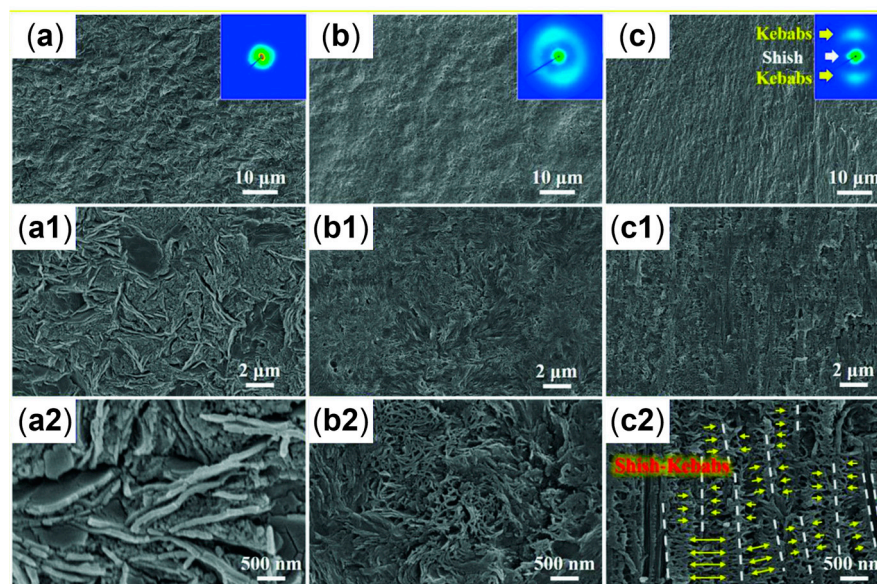 (a)
(b)
(c)
Kebabs
Shish
Kebabs
10 μm
10 μm
10 μm
(a1)
(b1)
(c1)
2 μm
2 μm
2 μm
(a2)
(b2)
(c2)
Shish-Kebabs
500 nm
500 nm
500 nm